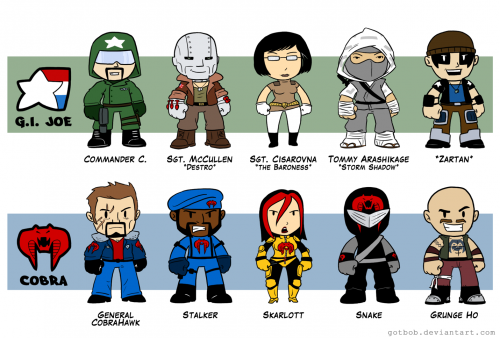 G.I. JOE
COMMANDER C.
SGT. MCCULLEN
"DESTRO"
SGT. CISAROVNA
"THE BARONESS"
TOMMY ARASHIKAGE
"STORM SHADOW"
"ZARTAN"
COBRA
GENERAL
COBRAHAWK
STALKER
SKARLOTT
SNAKE
GRUNGE HO
gotbob.deviantart.com